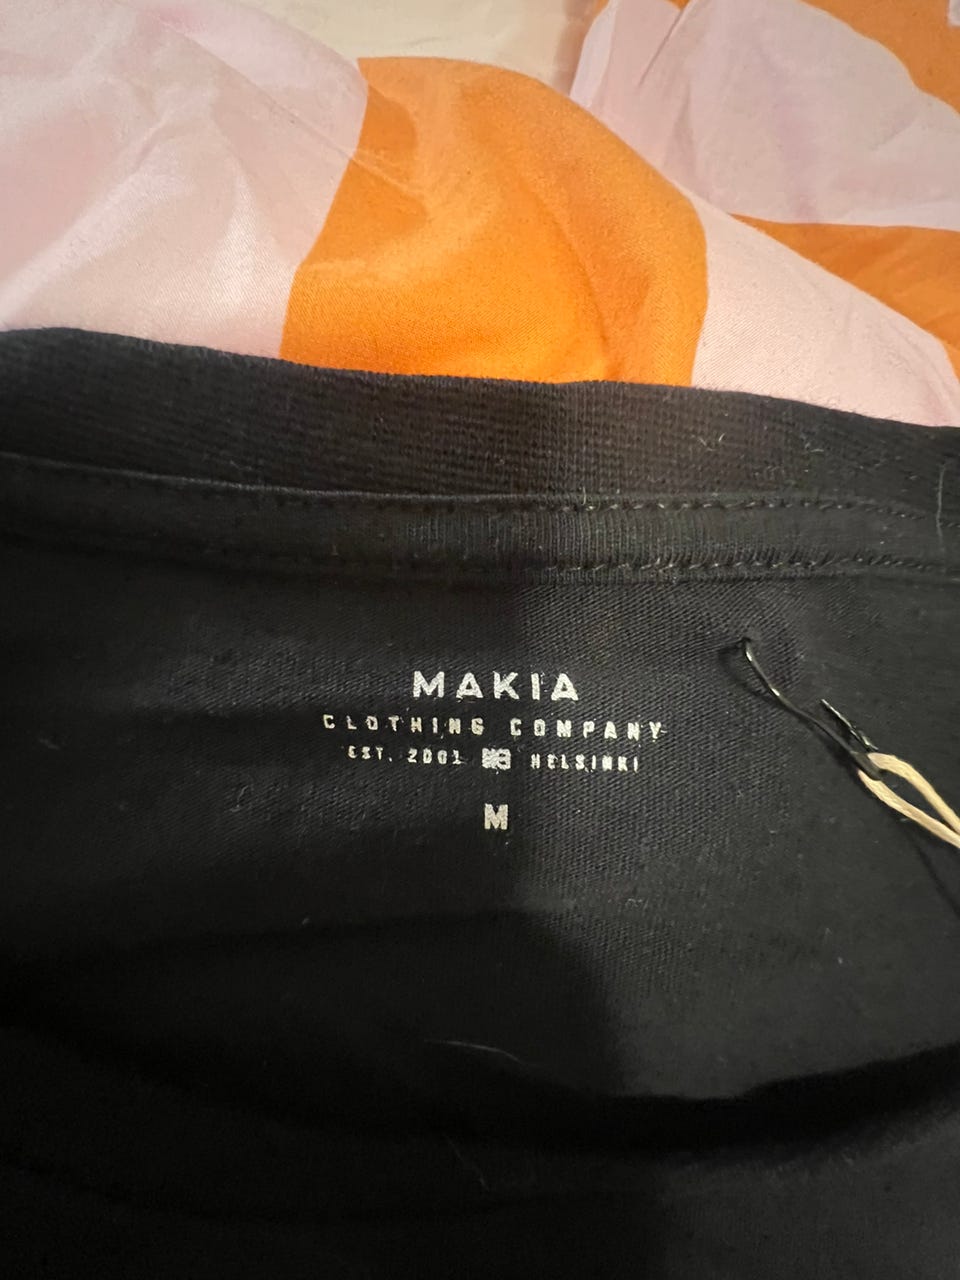 MAKIA
CLOTHING COMPANY
EST. 2001 HELSINKI
M